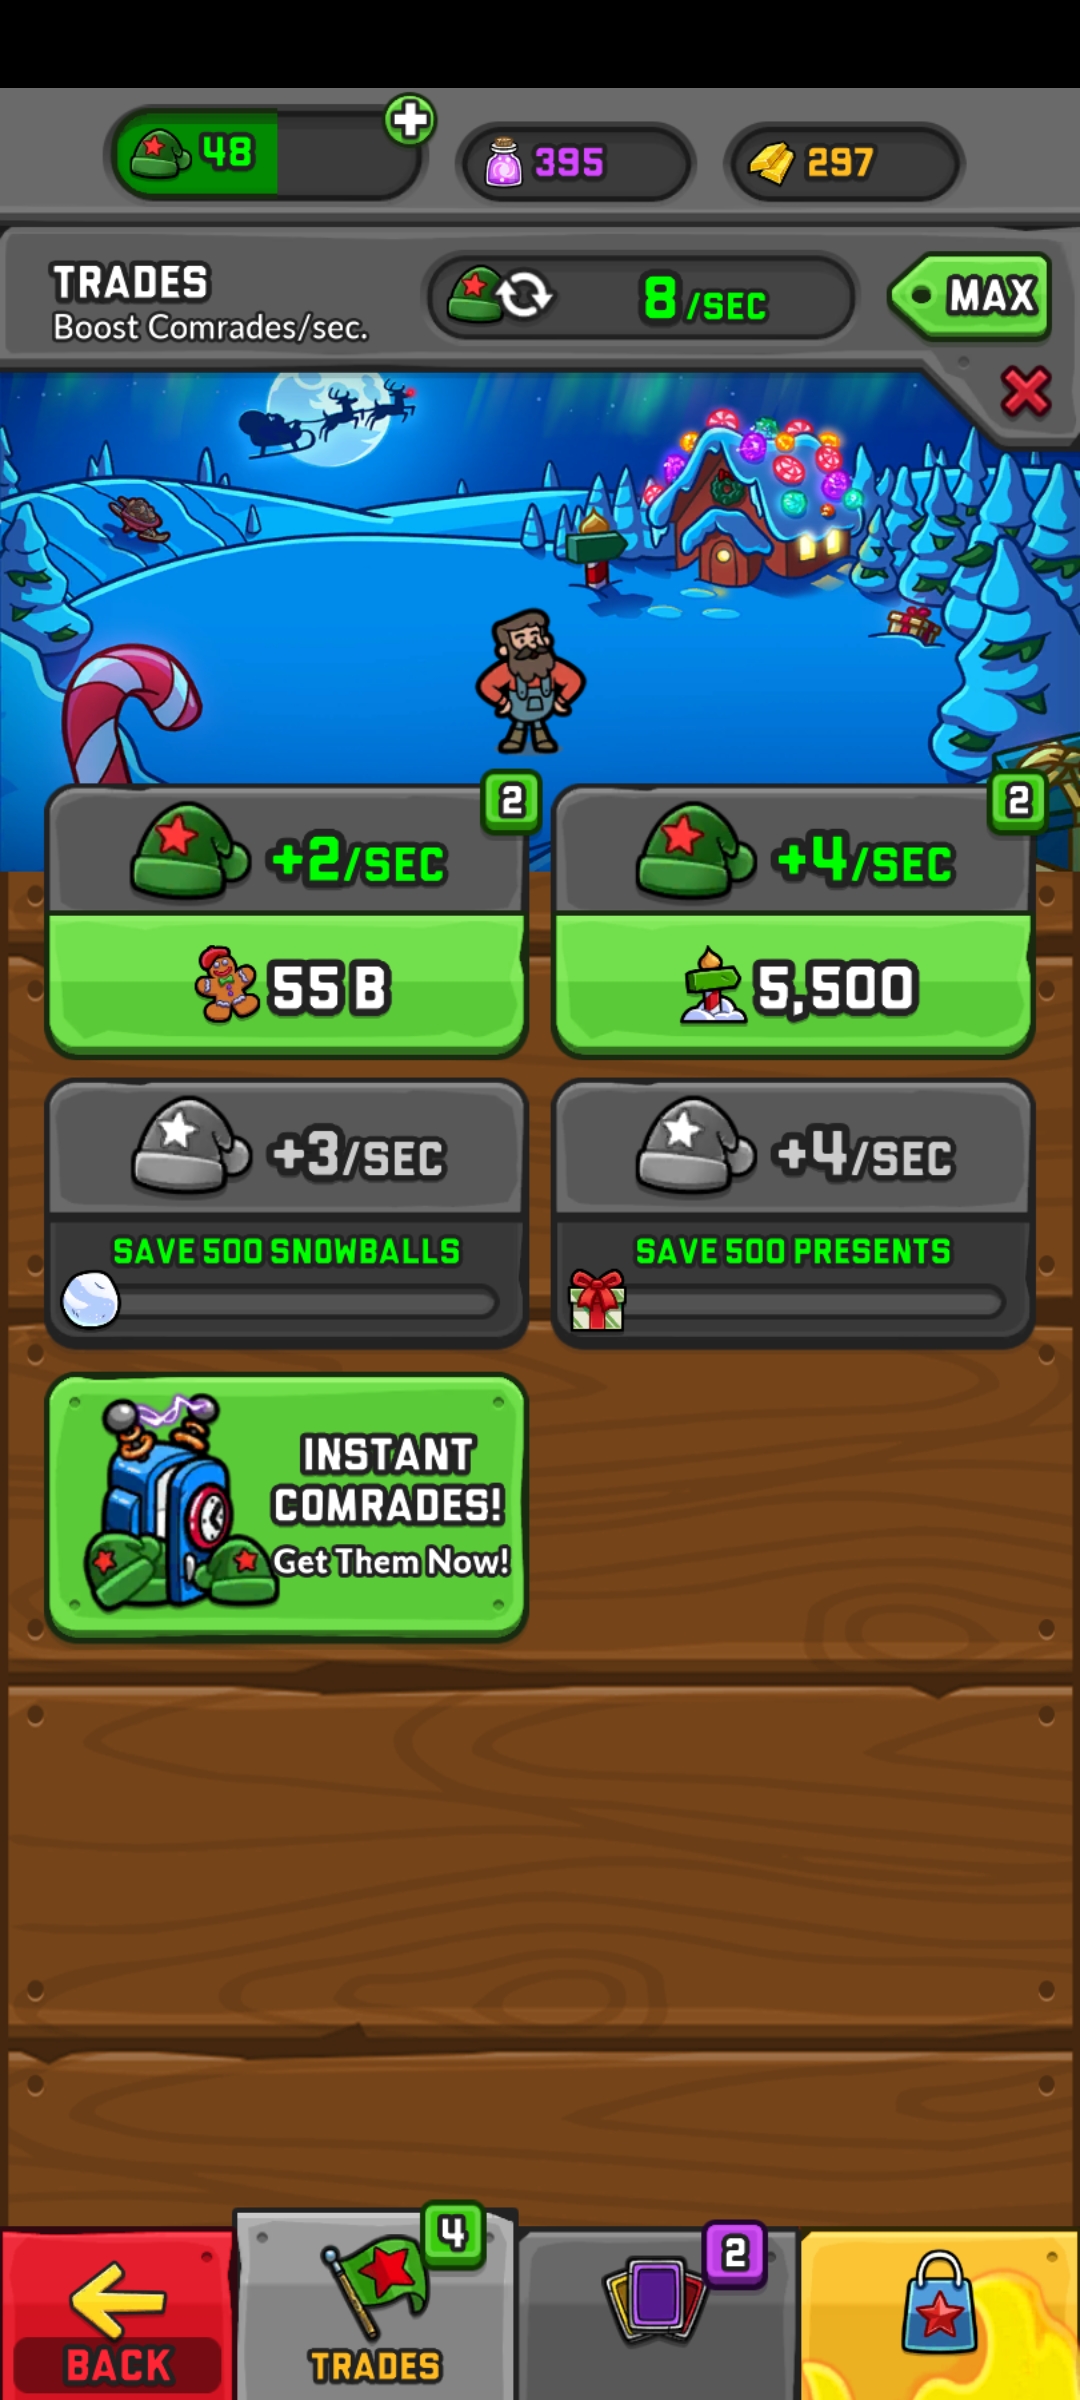 48
395
297
TRADES
Boost Comrades/sec.
8/SEC
MAX
2
+2/SEC
55 B
2
+4/SEC
5,500
+3/SEC
SAVE 500 SNOWBALLS
+4/SEC
SAVE 500 PRESENTS
INSTANT
COMRADES!
Get Them Now!
BACK
4
TRADES
2